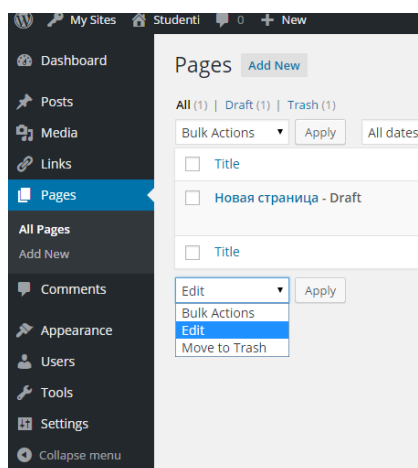 My Sites Studenti 0 + New
Dashboard
Posts
Media
Links
Pages
All Pages
Add New
Comments
Appearance
Users
Tools
Settings
Collapse menu
Pages Add New
All (1) | Draft (1) | Trash (1)
Bulk Actions Apply All dates
Title
Новая страница - Draft
Title
Edit Apply
Bulk Actions
Edit
Move to Trash